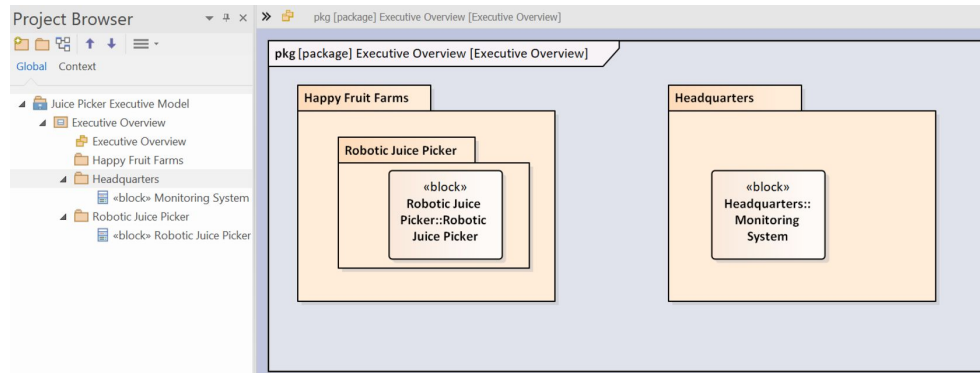 Project Browser
pkg [package] Executive Overview [Executive Overview]
Global Context
Juice Picker Executive Model
Executive Overview
Executive Overview
Happy Fruit Farms
Headquarters
«block» Monitoring System
Robotic Juice Picker
«block» Robotic Juice Picker
pkg [package] Executive Overview [Executive Overview]
Happy Fruit Farms
Robotic Juice Picker
«block»
Robotic Juice
Picker::Robotic
Juice Picker
Headquarters
«block»
Headquarters::
Monitoring
System